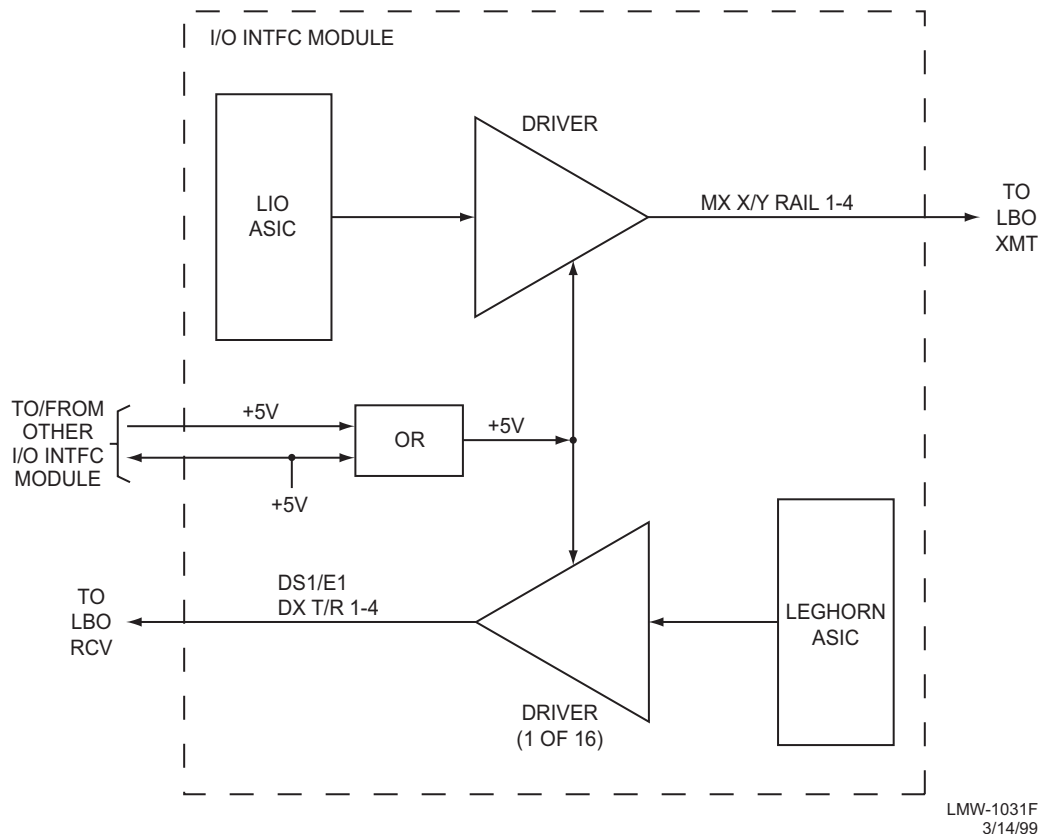 I/O INTFC MODULE
DRIVER
LIO
ASIC
MX X/Y RAIL 1-4
TO
LBO
XMT
TO/FROM
OTHER
I/O INTFC
MODULE
+5V
OR
+5V
+5V
DS1/E1
DX T/R 1-4
TO
LBO
RCV
LEGHORN
ASIC
DRIVER
(1 OF 16)
LMW-1031F
3/14/99